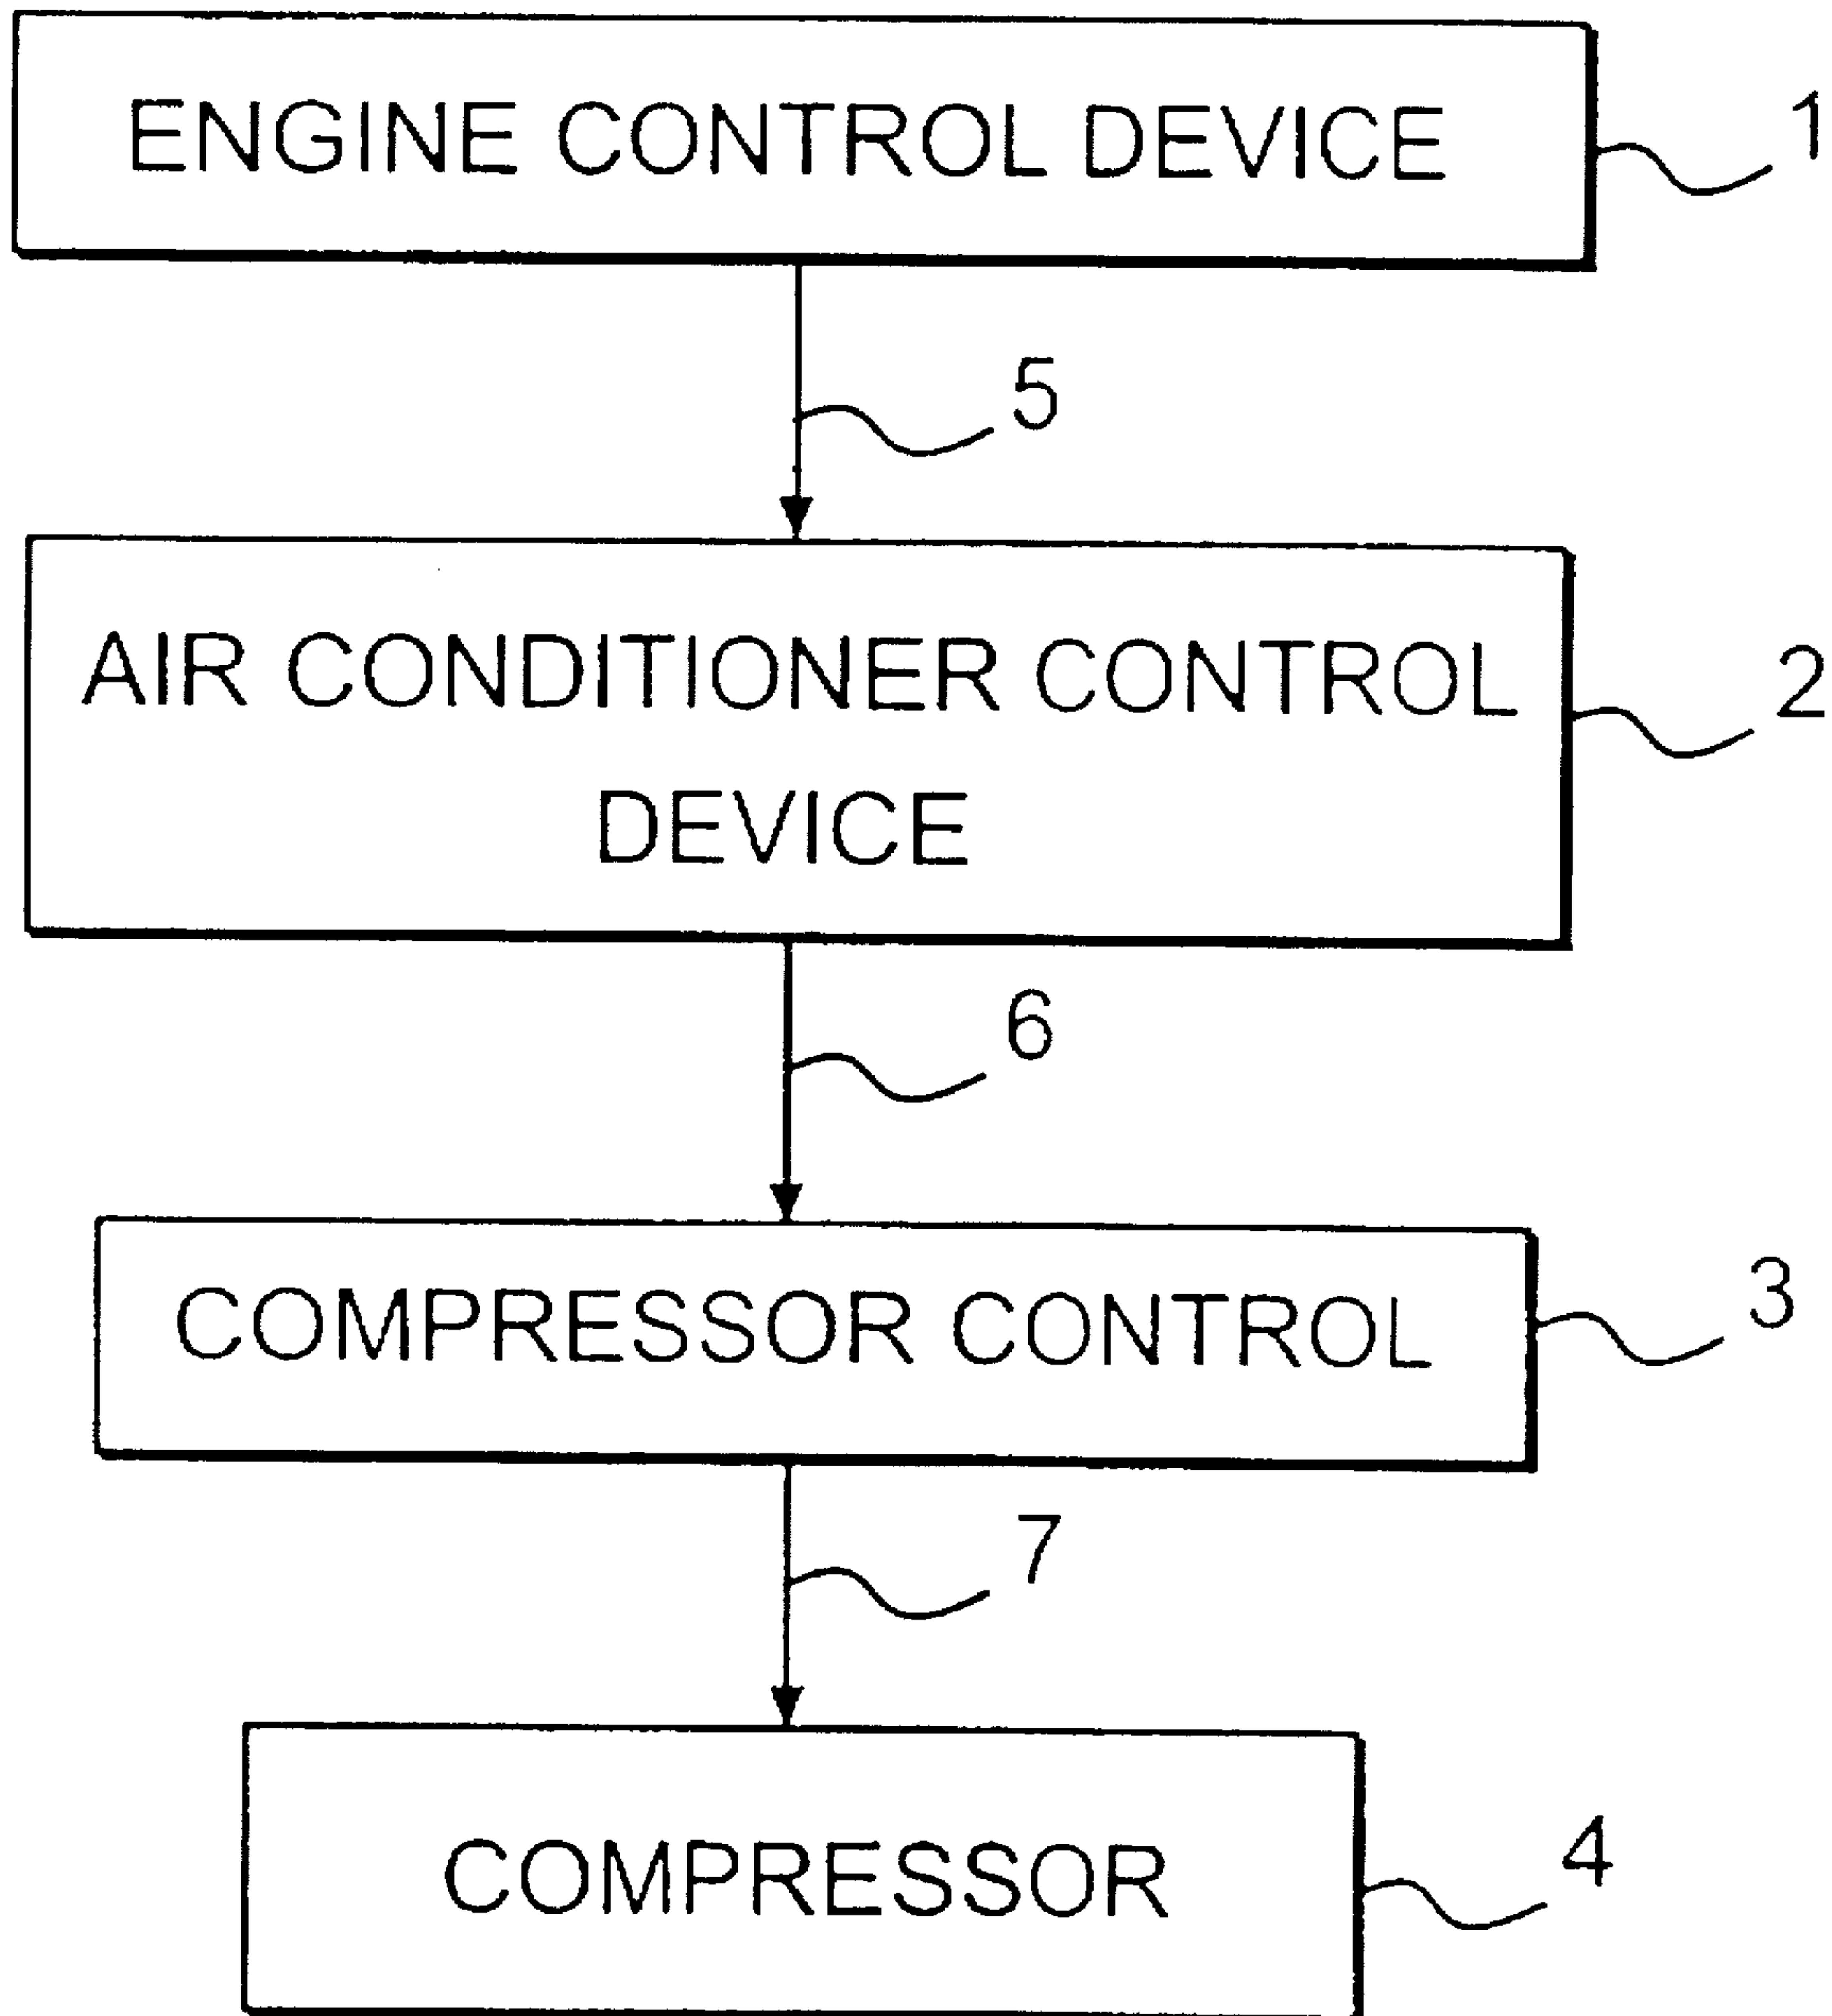 ENGINE CONTROL DEVICE
1
5
AIR CONDITIONER CONTROL
DEVICE
2
6
COMPRESSOR CONTROL
3
7
COMPRESSOR
4